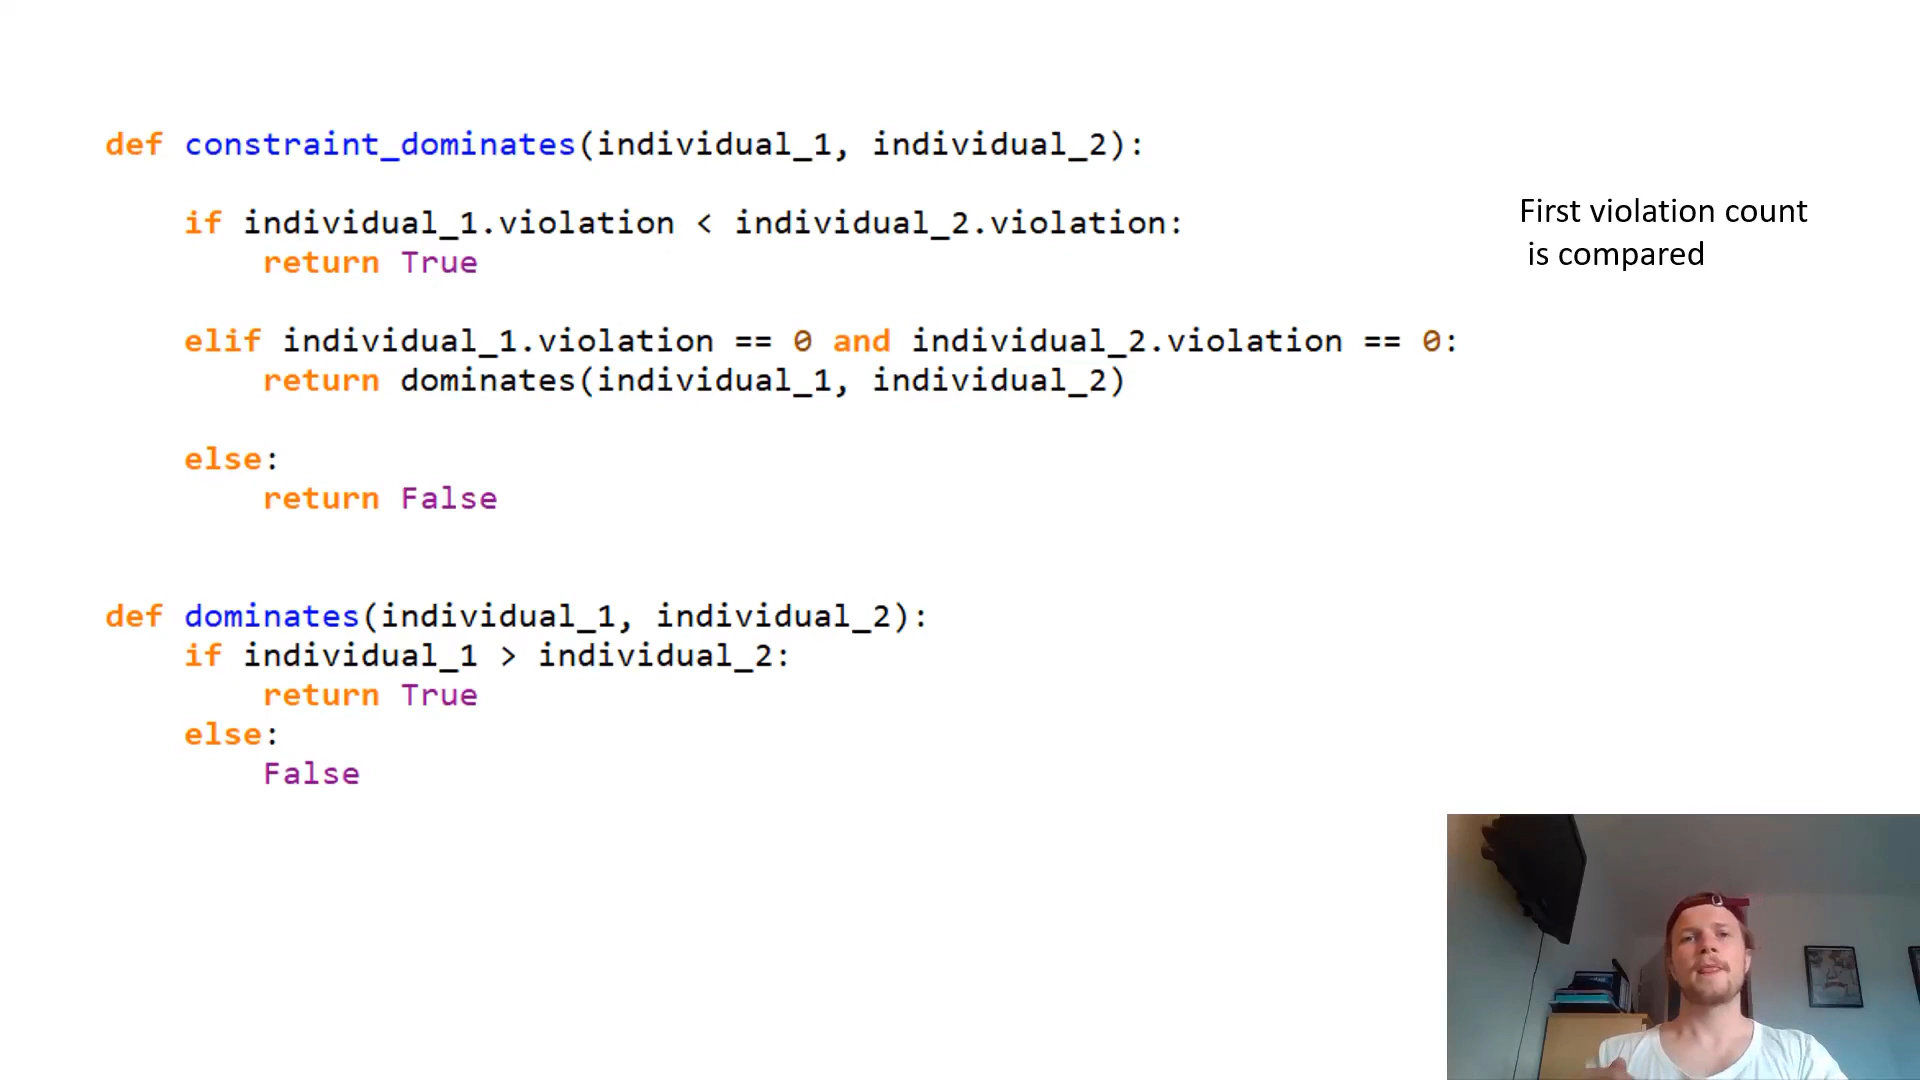 def constraint_dominates(individual_1, individual_2):
if individual_1.violation < individual_2.violation:
return True
elif individual_1.violation == 0 and individual_2.violation == 0:
return dominates(individual_1, individual_2)
else:
return False
def dominates(individual_1, individual_2):
if individual_1 > individual_2:
return True
else:
False
First violation count
is compared